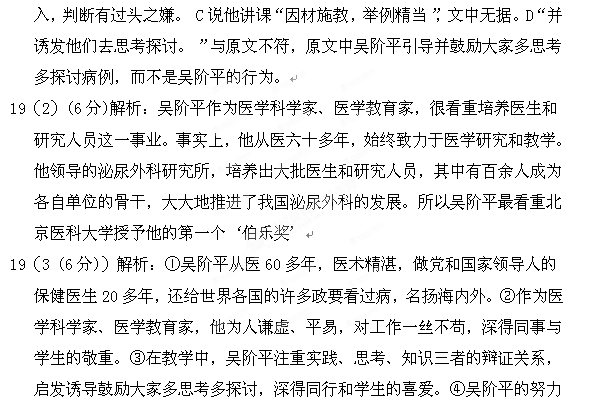 入，判断有过头之嫌。 C说他讲课“因材施教，举例精当”，文中无据。D“并
诱发他们去思考探讨。 ”与原文不符，原文中吴阶平引导并鼓励大家多思考
多探讨病例，而不是吴阶平的行为。
19（2）(6分)解析：吴阶平作为医学科学家、医学教育家，很看重培养医生和
研究人员这一事业。事实上，他从医六十多年，始终致力于医学研究和教学。
他领导的泌尿外科研究所，培养出大批医生和研究人员，其中有百余人成为
各自单位的骨干，大大地推进了我国泌尿外科的发展。所以吴阶平最看重北
京医科大学授予他的第一个‘伯乐奖’
19（3（6分)）解析：①吴阶平从医60多年，医术精湛，做党和国家领导人的
保健医生20多年，还给世界各国的许多政要看过病，名扬海内外。②作为医
学科学家、医学教育家，他为人谦虚、平易，对工作一丝不苟，深得同事与
学生的敬重。③在教学中，吴阶平注重实践、思考、知识三者的辩证关系，
启发诱导鼓励大家多思考多探讨，深得同行和学生的喜爱。④吴阶平的努力